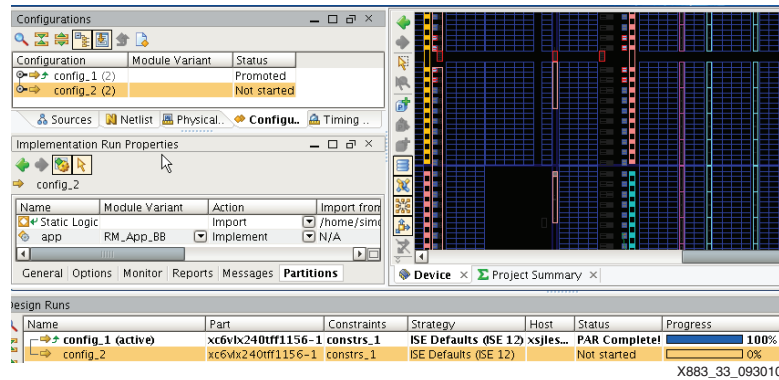 Configurations
Configuration Module Variant Status
config_1 (2) Promoted
config_2 (2) Not started
Sources Netlist Physical.. Configu.. Timing ..
Implementation Run Properties
config_2
Name Module Variant Action Import from
Static Logic Import /home/simo
app RM_App_BB Implement N/A
General Options Monitor Reports Messages Partitions
Device × Σ Project Summary ×
esign Runs
Name Part Constraints Strategy Host Status Progress
config_1 (active) xc6vlx240tff1156-1 constrs_1 ISE Defaults (ISE 12) xsjles... PAR Complete! 100%
config_2 xc6vlx240tff1156-1 constrs_1 ISE Defaults (ISE 12) Not started 0%
X883_33_093010